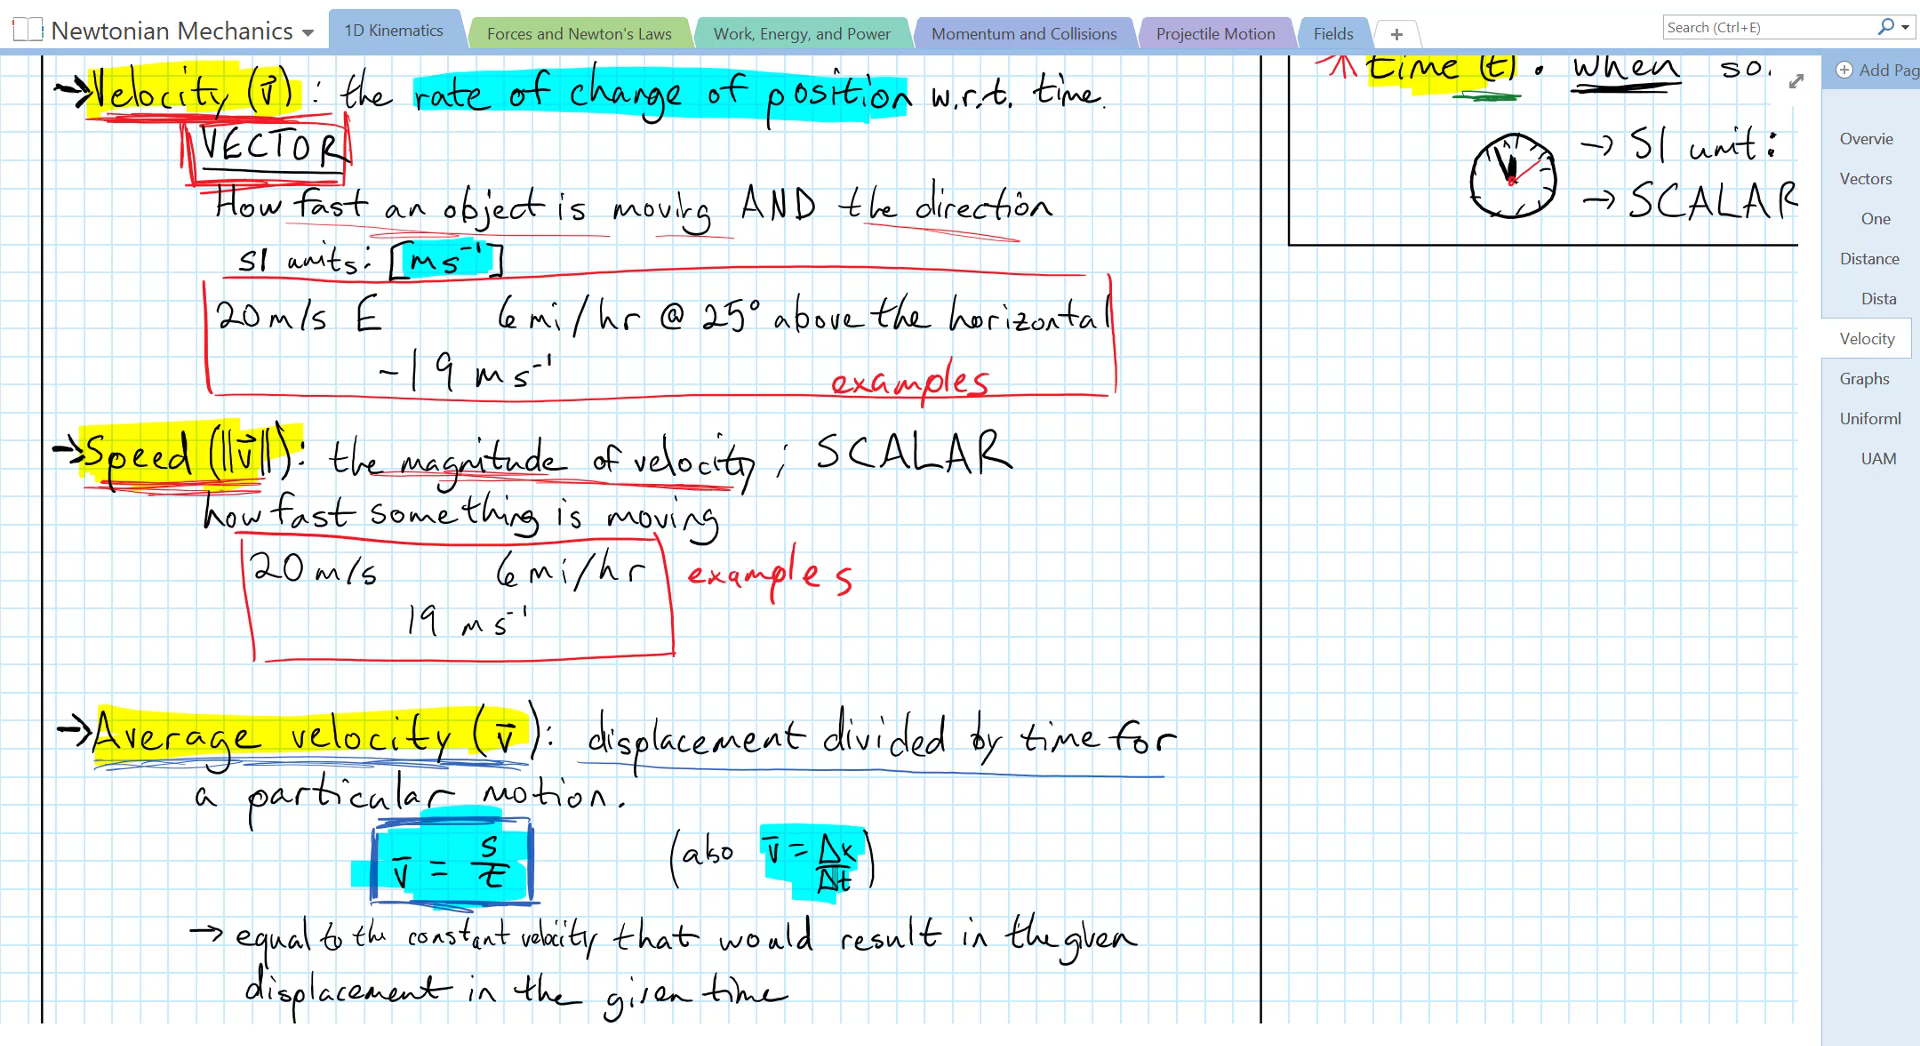 Newtonian Mechanics
1D Kinematics
Forces and Newton's Laws
Work, Energy, and Power
Momentum and Collisions
Projectile Motion
Fields
+
Search (Ctrl+E)
→ Velocity (v⃗): the rate of change of position w.r.t. time.
VECTOR
How fast an object is moving AND the direction
SI units: [ms⁻¹]
20 m/s E 6 mi/hr @ 25° above the horizontal
-19 ms⁻¹
examples
→ Speed (||v⃗||): the magnitude of velocity; SCALAR
how fast something is moving
20 m/s 6 mi/hr examples
19 ms⁻¹
→ Average velocity (v̅): displacement divided by time for
a particular motion.
v̅ = s/t (also v̅ = Δx/Δt)
→ equal to the constant velocity that would result in the given
displacement in the given time
time (t). when so.
→ SI unit:
→ SCALAR
Add Pag
Overvie
Vectors
One
Distance
Dista
Velocity
Graphs
Uniforml
UAM